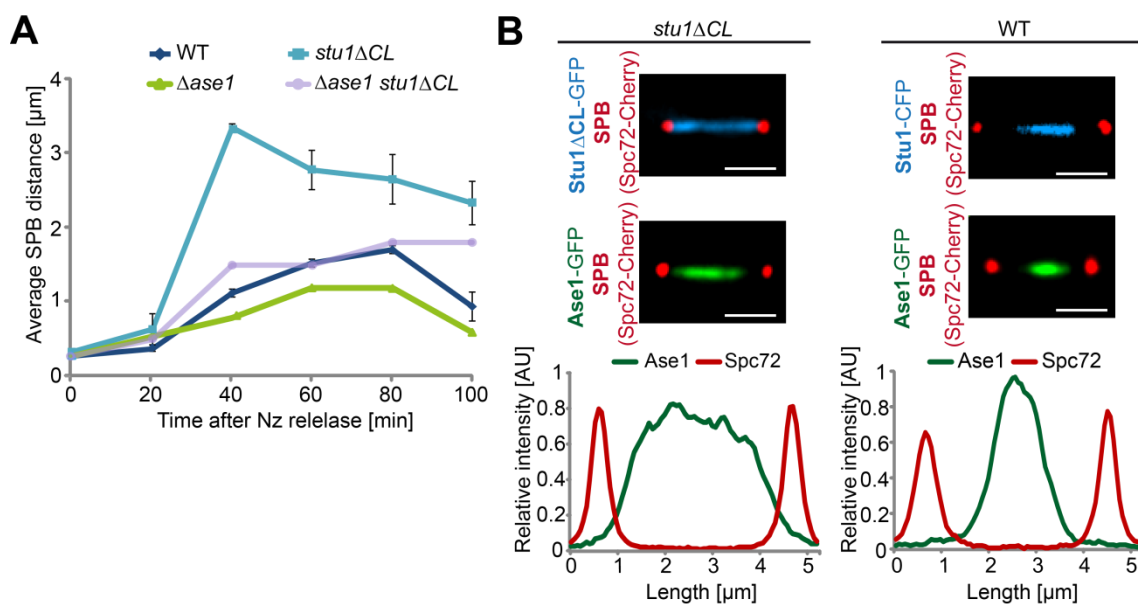 A
WT
stu1ΔCL
Δase1
Δase1 stu1ΔCL
Average SPB distance [µm]
4
3
2
1
0
0
20
40
60
80
100
Time after Nz relelase [min]
B
stu1ΔCL
WT
Stu1ΔCL-GFP
SPB
(Spc72-Cherry)
Stu1-CFP
SPB
(Spc72-Cherry)
Ase1-GFP
SPB
(Spc72-Cherry)
Ase1-GFP
SPB
(Spc72-Cherry)
Ase1
Spc72
Relative intensity [AU]
1
0.8
0.6
0.4
0.2
0
0
1
2
3
4
5
Length [µm]
Ase1
Spc72
Relative intensity [AU]
1
0.8
0.6
0.4
0.2
0
0
1
2
3
4
5
Length [µm]